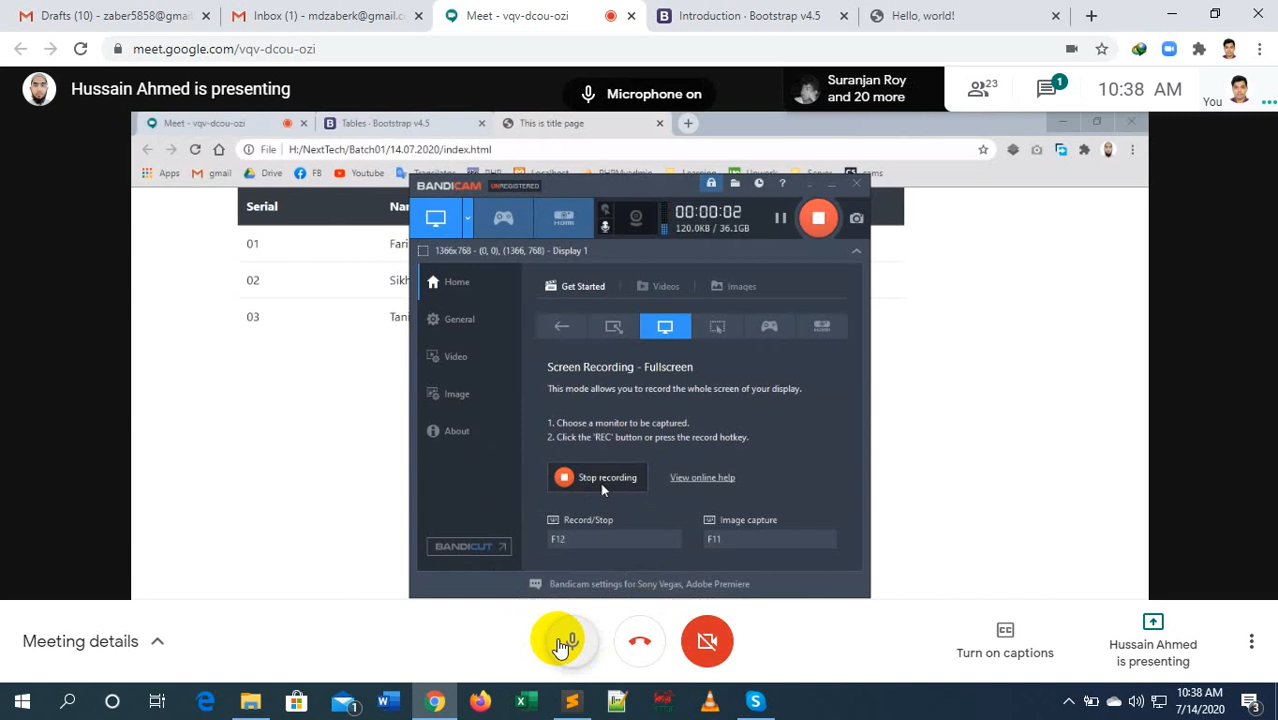 Drafts (10) - zaber5858@gmail
Inbox (1) - mdzaberk@gmail.co
Meet - vqv-dcou-ozi
Introduction · Bootstrap v4.5
Hello, world!
meet.google.com/vqv-dcou-ozi
Hussain Ahmed is presenting
Microphone on
Suranjan Roy
and 20 more
23
1
10:38 AM
You
Meet - vqv-dcou-ozi
Tables · Bootstrap v4.5
This is title page
File
H:/NextTech/Batch01/14.07.2020/index.html
Apps
gmail
Drive
FB
Youtube
Serial
01
02
03
BANDICAM UNREGISTERED
HDMI
00:00:02
120.0KB / 36.1GB
1366x768 - (0, 0), (1366, 768) - Display 1
Home
General
Video
Image
About
BANDICUT
Get Started
Videos
Images
Screen Recording - Fullscreen
This mode allows you to record the whole screen of your display.
1. Choose a monitor to be captured.
2. Click the 'REC' button or press the record hotkey.
Stop recording
View online help
Record/Stop
Image capture
F12
F11
Bandicam settings for Sony Vegas, Adobe Premiere
Meeting details
Turn on captions
Hussain Ahmed
is presenting
10:38 AM
7/14/2020
1
3